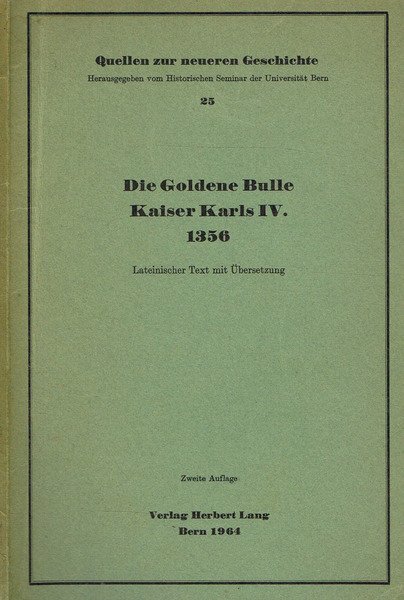 Quellen zur neueren Geschichte
Herausgegeben vom Historischen Seminar der Universität Bern
25
Die Goldene Bulle
Kaiser Karls IV.
1356
Lateinischer Text mit Übersetzung
Zweite Auflage
Verlag Herbert Lang
Bern 1964